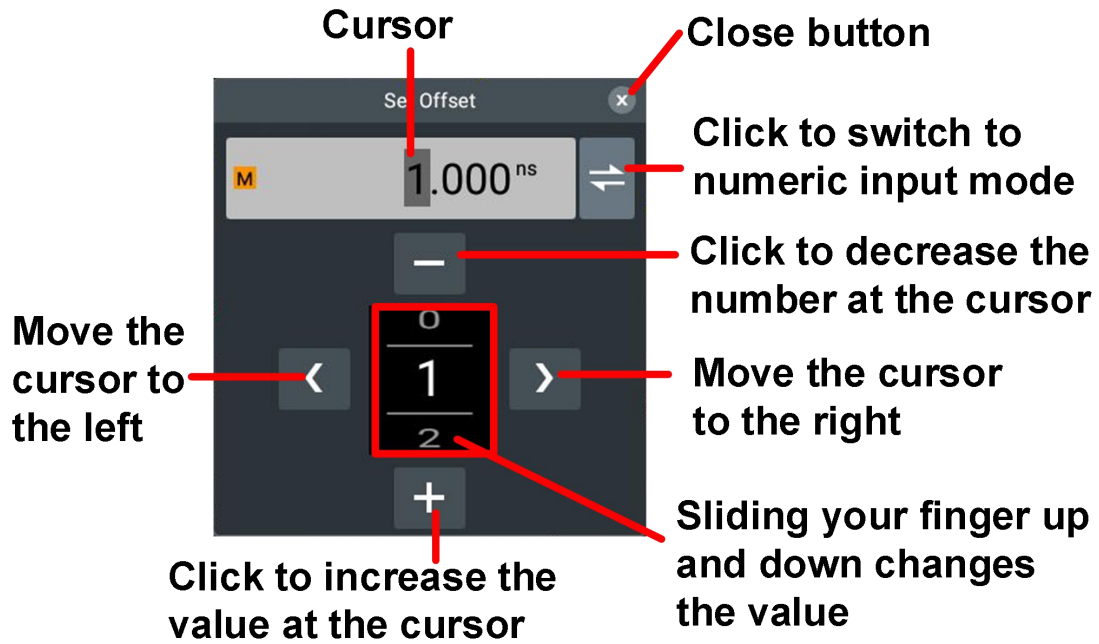 Cursor
Close button
Set Offset
x
M
1.000 ns
Click to switch to
numeric input mode
Click to decrease the
number at the cursor
0
1
2
Move the
cursor to
the left
Move the cursor
to the right
Sliding your finger up
and down changes
the value
Click to increase the
value at the cursor